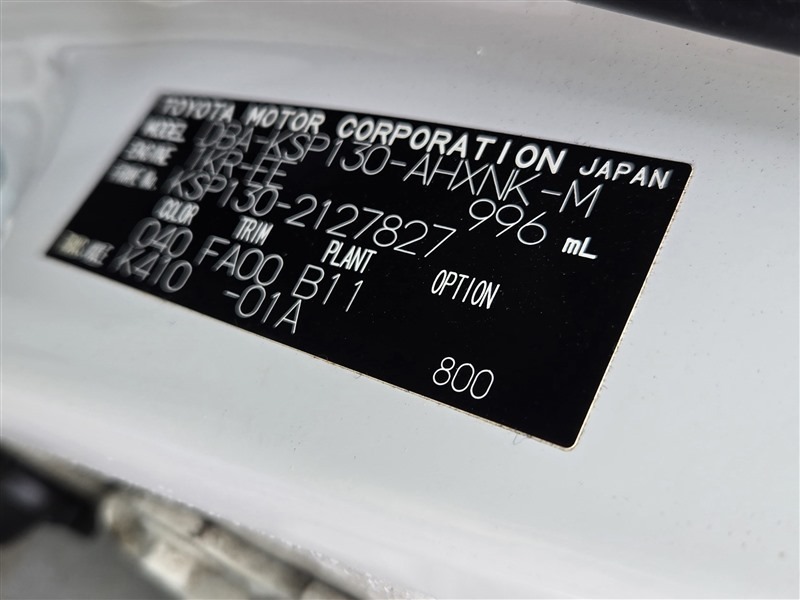 TOYOTA MOTOR CORPORATION JAPAN
MODEL DBA-KSP130-AHXNK-M
ENGINE 1KR-FE 996 mL
FRAME No. KSP130-2127827
COLOR TRIM PLANT OPTION
040 FA00 B11
K410 -01A
800